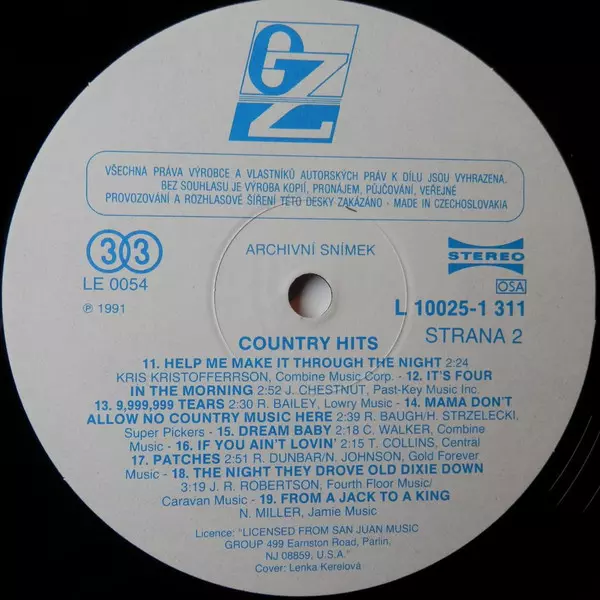 GZ
VŠECHNA PRÁVA VÝROBCE A VLASTNÍKŮ AUTORSKÝCH PRÁV K DÍLU JSOU VYHRAZENA.
BEZ SOUHLASU JE VÝROBA KOPIÍ, PRONÁJEM, PŮJČOVÁNÍ, VEŘEJNÉ
PROVOZOVÁNÍ A ROZHLASOVÉ ŠÍŘENÍ TÉTO DESKY ZAKÁZÁNO - MADE IN CZECHOSLOVAKIA
33
ARCHIVNÍ SNÍMEK
STEREO
LE 0054
OSA
℗ 1991
L 10025-1 311
COUNTRY HITS
STRANA 2
11. HELP ME MAKE IT THROUGH THE NIGHT 2:24
KRIS KRISTOFFERRSON, Combine Music Corp. - 12. IT'S FOUR
IN THE MORNING 2:52 J. CHESTNUT, Past-Key Music Inc.
13. 9,999,999 TEARS 2:30 R. BAILEY, Lowry Music - 14. MAMA DON'T
ALLOW NO COUNTRY MUSIC HERE 2:39 R. BAUGH/H. STRZELECKI,
Super Pickers - 15. DREAM BABY 2:18 C. WALKER, Combine
Music - 16. IF YOU AIN'T LOVIN' 2:15 T. COLLINS, Central
17. PATCHES 2:51 R. DUNBAR/N. JOHNSON, Gold Forever
Music - 18. THE NIGHT THEY DROVE OLD DIXIE DOWN
3:19 J. R. ROBERTSON, Fourth Floor Music/
Caravan Music - 19. FROM A JACK TO A KING
N. MILLER, Jamie Music
Licence: "LICENSED FROM SAN JUAN MUSIC
GROUP 499 Earnston Road, Parlin,
NJ 08859, U.S.A."
Cover: Lenka Kerelová